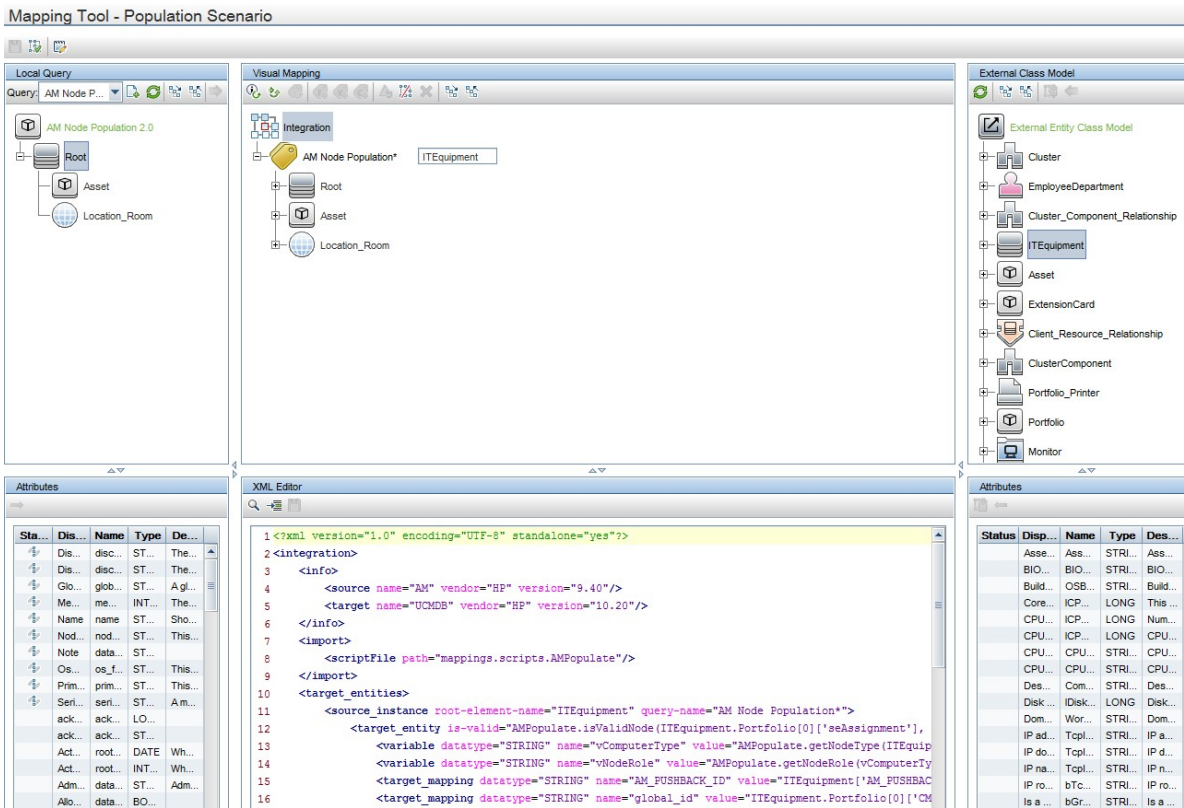 Mapping Tool - Population Scenario
Local Query
Query: AM Node P...
AM Node Population 2.0
Root
Asset
Location_Room
Visual Mapping
Integration
AM Node Population* ITEquipment
Root
Asset
Location_Room
External Class Model
External Entity Class Model
Cluster
EmployeeDepartment
Cluster_Component_Relationship
ITEquipment
Asset
ExtensionCard
Client_Resource_Relationship
ClusterComponent
Portfolio_Printer
Portfolio
Monitor
Attributes
Sta... Dis... Name Type De...
Dis... disc... ST... The...
Dis... disc... ST... The...
Glo... glob... ST... A gl...
Me... me... INT... The...
Name name ST... Sho...
Nod... nod... ST... This...
Note data... ST...
Os... os_f... ST... This...
Prim... prim... ST... This...
Seri... seri... ST... A m...
ack... ack... LO...
ack... ack... ST...
Act... root... DATE Wh...
Act... root... INT... Wh...
Adm... data... ST... Adm...
Allo... data... BO...
XML Editor
1 <?xml version="1.0" encoding="UTF-8" standalone="yes"?>
2 <integration>
3 <info>
4 <source name="AM" vendor="HP" version="9.40"/>
5 <target name="UCMDB" vendor="HP" version="10.20"/>
6 </info>
7 <import>
8 <scriptFile path="mappings.scripts.AMPopulate"/>
9 </import>
10 <target_entities>
11 <source_instance root-element-name="ITEquipment" query-name="AM Node Population*">
12 <target_entity is-valid="AMPopulate.isValidNode(ITEquipment.Portfolio[0]['seAssignment'],
13 <variable datatype="STRING" name="vComputerType" value="AMPopulate.getNodeType(ITEquip
14 <variable datatype="STRING" name="vNodeRole" value="AMPopulate.getNodeRole(vComputerTy
15 <target_mapping datatype="STRING" name="AM_PUSHBACK_ID" value="ITEquipment['AM_PUSHBAC
16 <target_mapping datatype="STRING" name="global_id" value="ITEquipment.Portfolio[0]['CM
Attributes
Status Disp... Name Type Des...
Asse... Ass... STRI... Ass...
BIO... BIO... STRI... BIO...
Build... OSB... STRI... Build...
Core... ICP... LONG This ...
CPU... ICP... LONG Num...
CPU... ICP... LONG CPU...
CPU... CPU... STRI... CPU...
CPU... CPU... STRI... CPU...
Des... Com... STRI... Des...
Disk ... lDisk... LONG Disk...
Dom... Wor... STRI... Dom...
IP ad... TcpI... STRI... IP a...
IP do... TcpI... STRI... IP d...
IP na... TcpI... STRI... IP n...
IP ro... bTc... STRI... IP ro...
Is a ... bGr... STRI... Is a ...